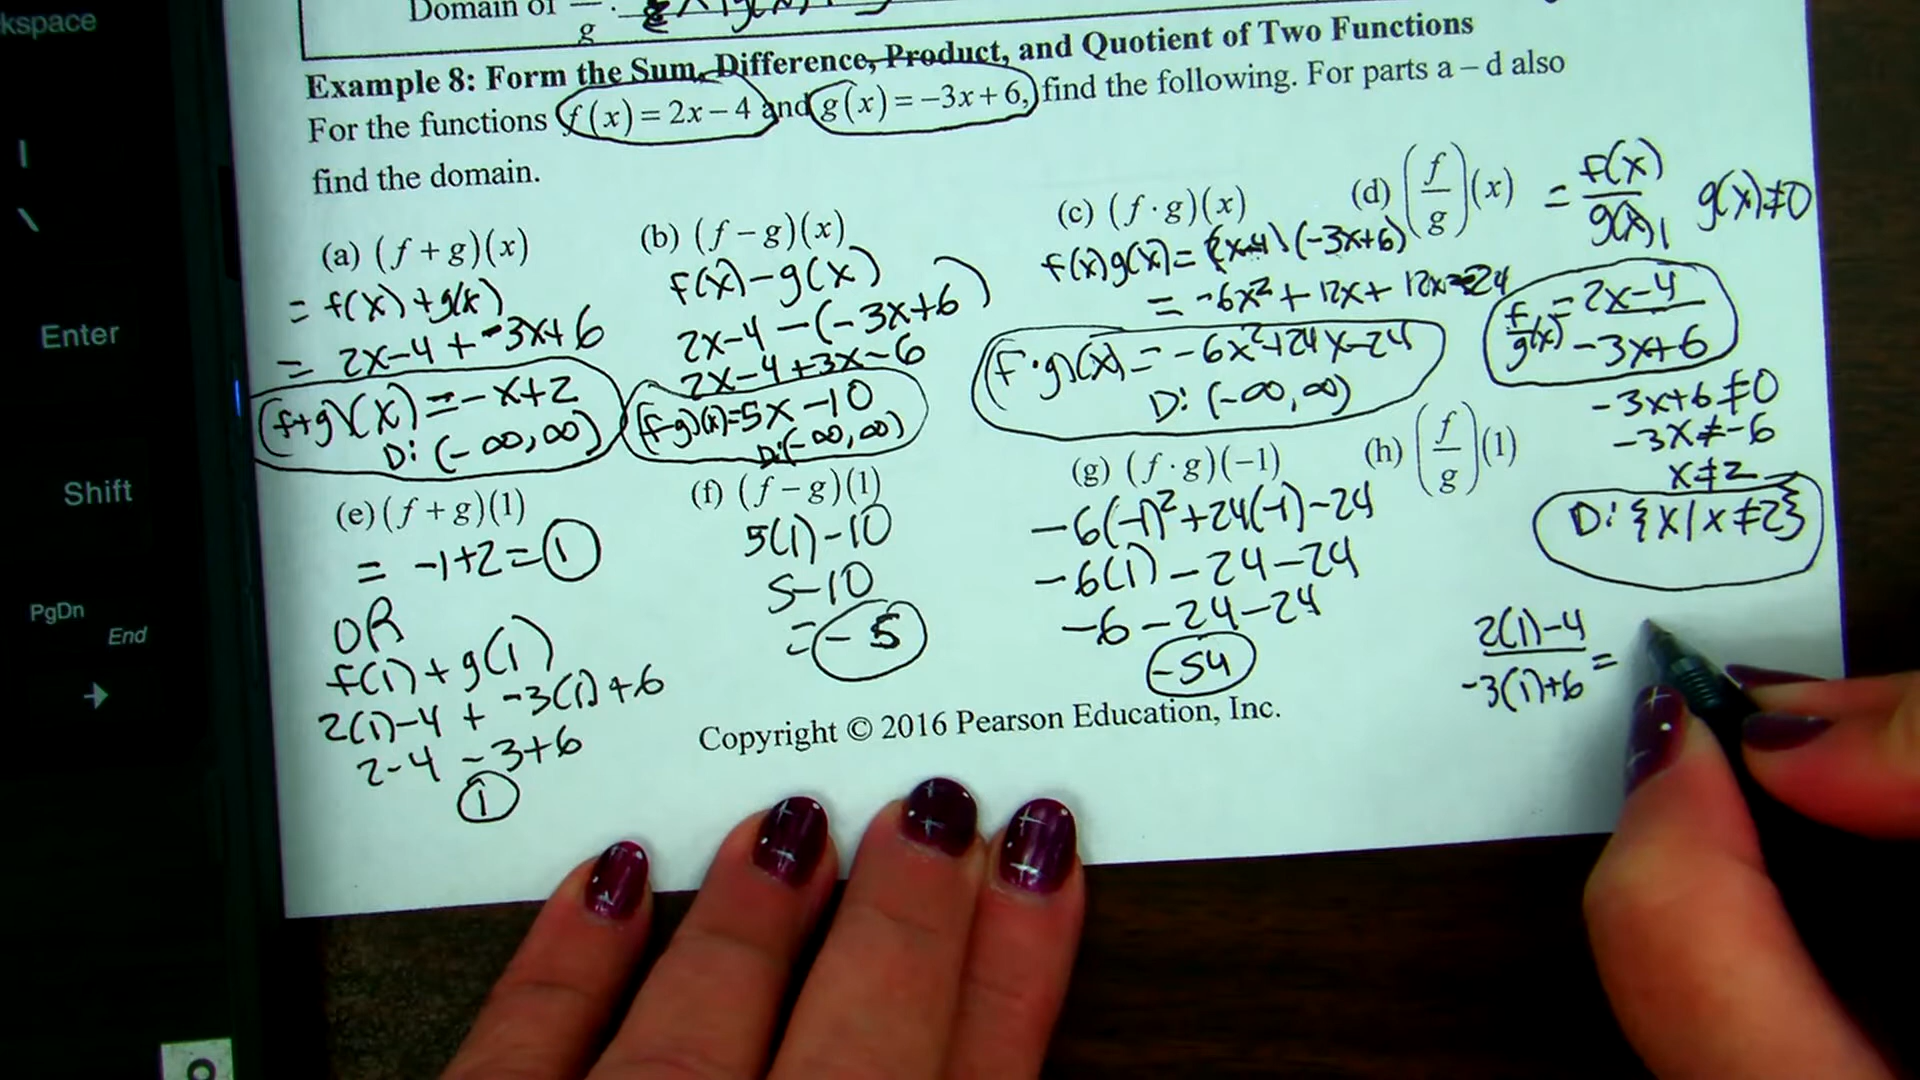 kspace
|
\
Enter
Shift
PgDn
End
Domain of g
Example 8: Form the Sum, Difference, Product, and Quotient of Two Functions
For the functions f(x) = 2x – 4 and g(x) = –3x + 6, find the following. For parts a – d also
find the domain.
(a) (f + g)(x)
= f(x) + g(x)
= 2x-4 + -3x+6
(f+g)(x) = -x+2
D: (-∞,∞)
(b) (f – g)(x)
f(x) - g(x)
2x-4 - (-3x+6)
2x-4+3x-6
(f-g)(x)=5x-10
D:(-∞,∞)
(c) (f · g)(x)
f(x)g(x) = (2x-4)(-3x+6)
= -6x² + 12x + 12x - 24
(f·g)(x) = -6x²+24x-24
D: (-∞,∞)
(d) (f/g)(x) = f(x)/g(x), g(x)≠0
f/g(x) = 2x-4/-3x+6
-3x+6≠0
-3x≠-6
x≠2
D: {x|x≠2}
(e) (f + g)(1)
= -1+2=1
OR
f(1)+g(1)
2(1)-4 + -3(1)+6
2-4 -3+6
1
(f) (f – g)(1)
5(1)-10
5-10
= -5
(g) (f · g)(–1)
-6(-1)²+24(-1)-24
-6(1)-24-24
-6-24-24
-54
(h) (f/g)(1)
2(1)-4/-3(1)+6 =
Copyright © 2016 Pearson Education, Inc.